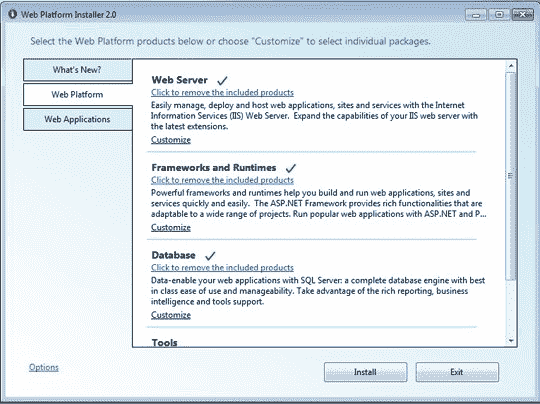 Web Platform Installer 2.0
Select the Web Platform products below or choose "Customize" to select individual packages.
What's New?
Web Platform
Web Applications
Web Server
Click to remove the included products
Easily manage, deploy and host web applications, sites and services with the Internet
Information Services (IIS) Web Server. Expand the capabilities of your IIS web server with
the latest extensions.
Customize
Frameworks and Runtimes
Click to remove the included products
Powerful frameworks and runtimes help you build and run web applications, sites and
services quickly and easily. The ASP.NET Framework provides rich functionalities that are
adaptable to a wide range of projects. Run popular web applications with ASP.NET and P...
Customize
Database
Click to remove the included products
Data-enable your web applications with SQL Server: a complete database engine with best
in class ease of use and manageability. Take advantage of the rich reporting, business
intelligence and tools support.
Customize
Tools
Options
Install
Exit